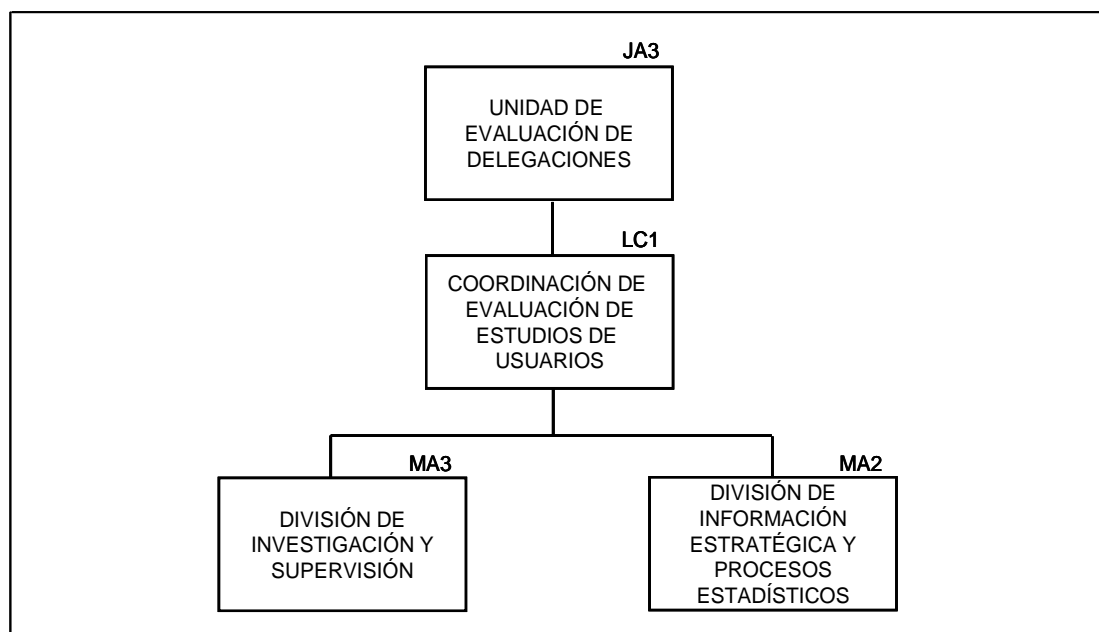 JA3
UNIDAD DE
EVALUACIÓN DE
DELEGACIONES
LC1
COORDINACIÓN DE
EVALUACIÓN DE
ESTUDIOS DE
USUARIOS
MA3
DIVISIÓN DE
INVESTIGACIÓN Y
SUPERVISIÓN
MA2
DIVISIÓN DE
INFORMACIÓN
ESTRATÉGICA Y
PROCESOS
ESTADÍSTICOS